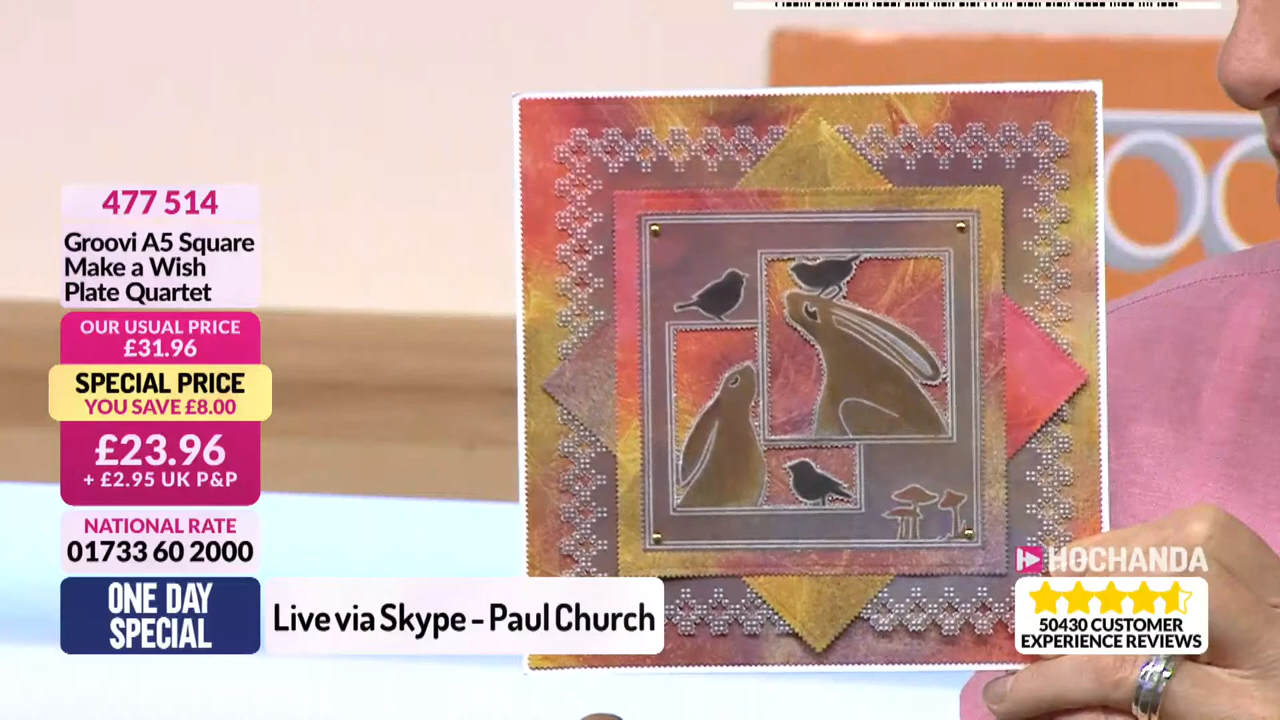 477 514
Groovi A5 Square
Make a Wish
Plate Quartet
OUR USUAL PRICE
£31.96
SPECIAL PRICE
YOU SAVE £8.00
£23.96
+ £2.95 UK P&P
NATIONAL RATE
01733 60 2000
ONE DAY
SPECIAL
Live via Skype - Paul Church
HOCHANDA
50430 CUSTOMER
EXPERIENCE REVIEWS